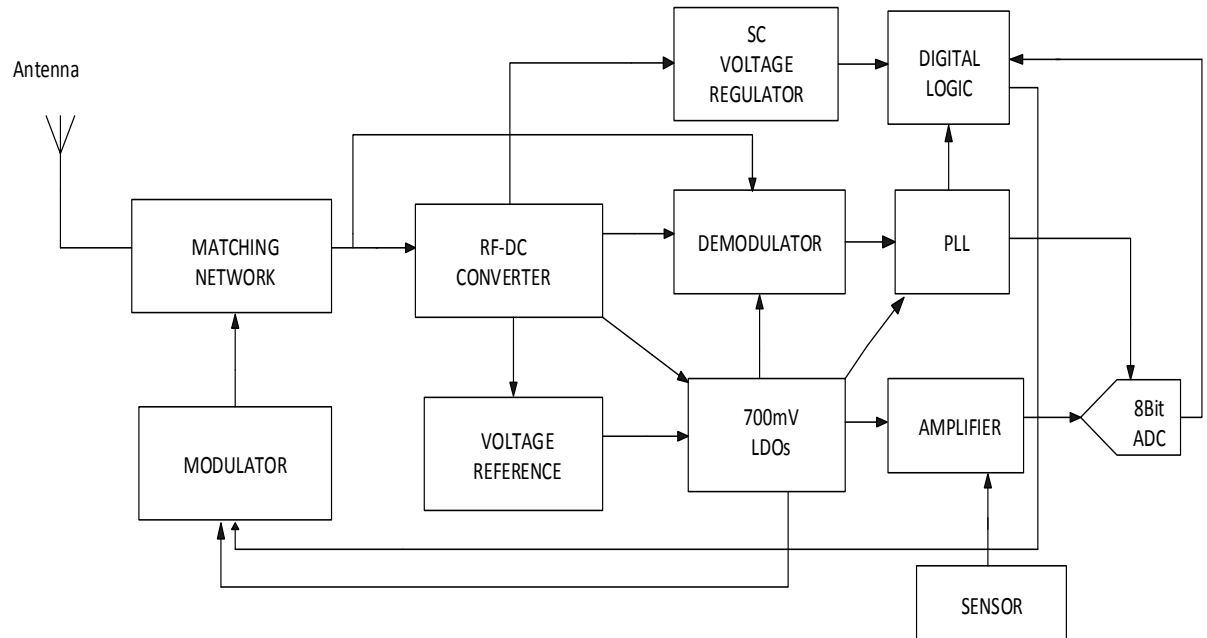 SC
VOLTAGE
REGULATOR
DIGITAL
LOGIC
Antenna
MATCHING
NETWORK
RF-DC
CONVERTER
DEMODULATOR
PLL
MODULATOR
VOLTAGE
REFERENCE
700mV
LDOs
AMPLIFIER
8Bit
ADC
SENSOR